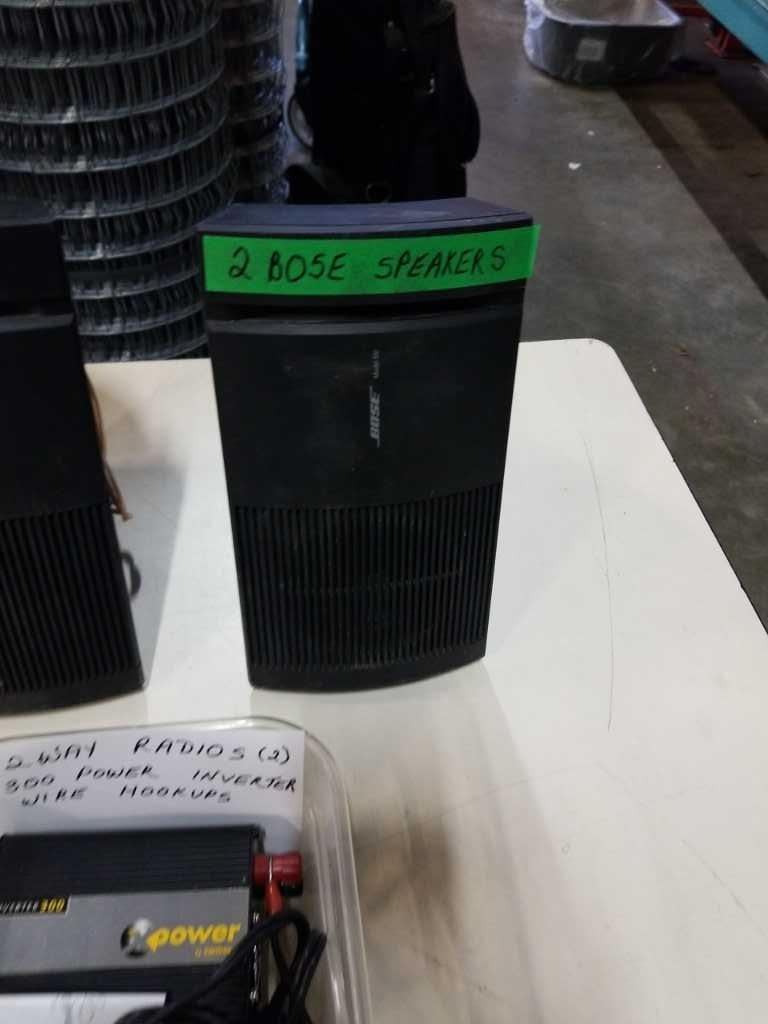 2 BOSE SPEAKERS
BOSE
2 WAY RADIOS (2)
300 POWER INVERTER
WIRE HOOKUPS
300
power